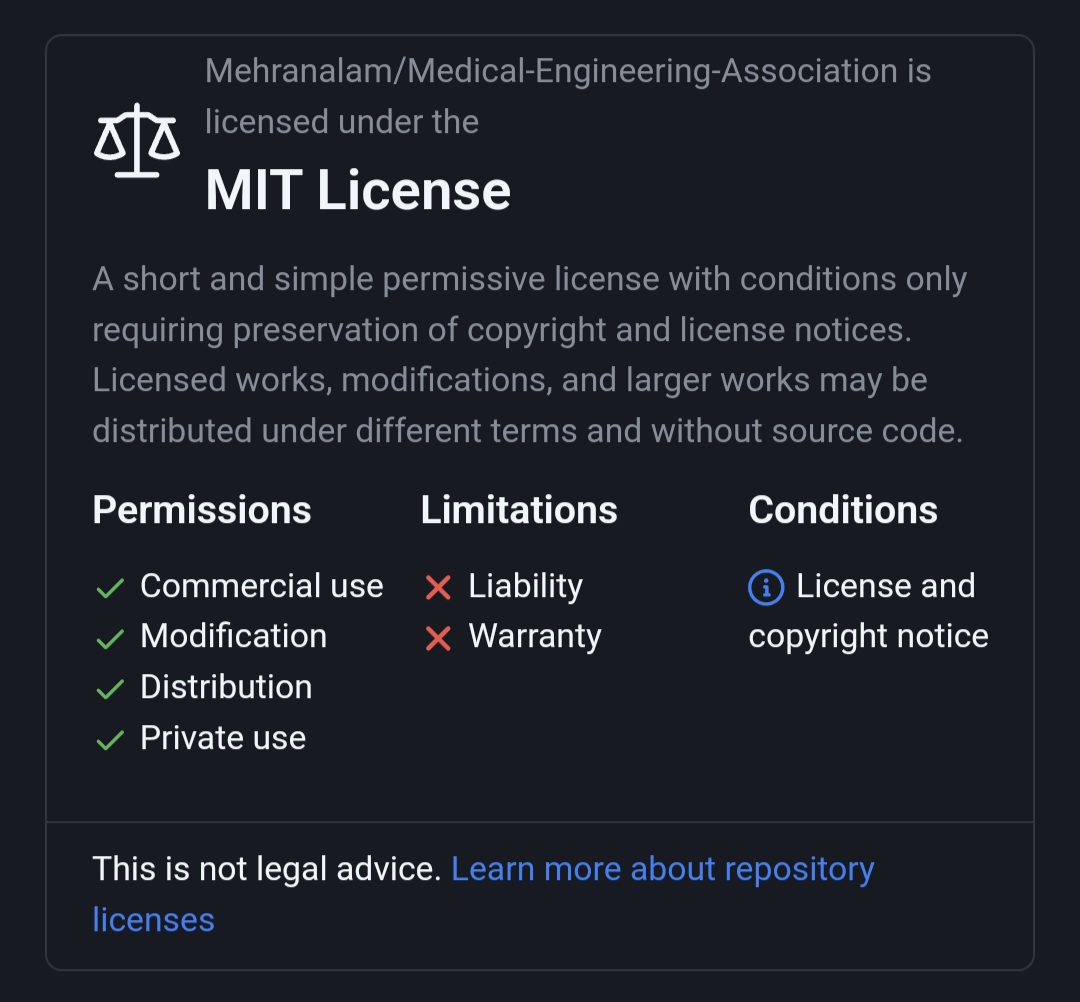 Mehranalam/Medical-Engineering-Association is
licensed under the
MIT License
A short and simple permissive license with conditions only
requiring preservation of copyright and license notices.
Licensed works, modifications, and larger works may be
distributed under different terms and without source code.
Permissions
Commercial use
Modification
Distribution
Private use
Limitations
Liability
Warranty
Conditions
License and
copyright notice
This is not legal advice. Learn more about repository
licenses